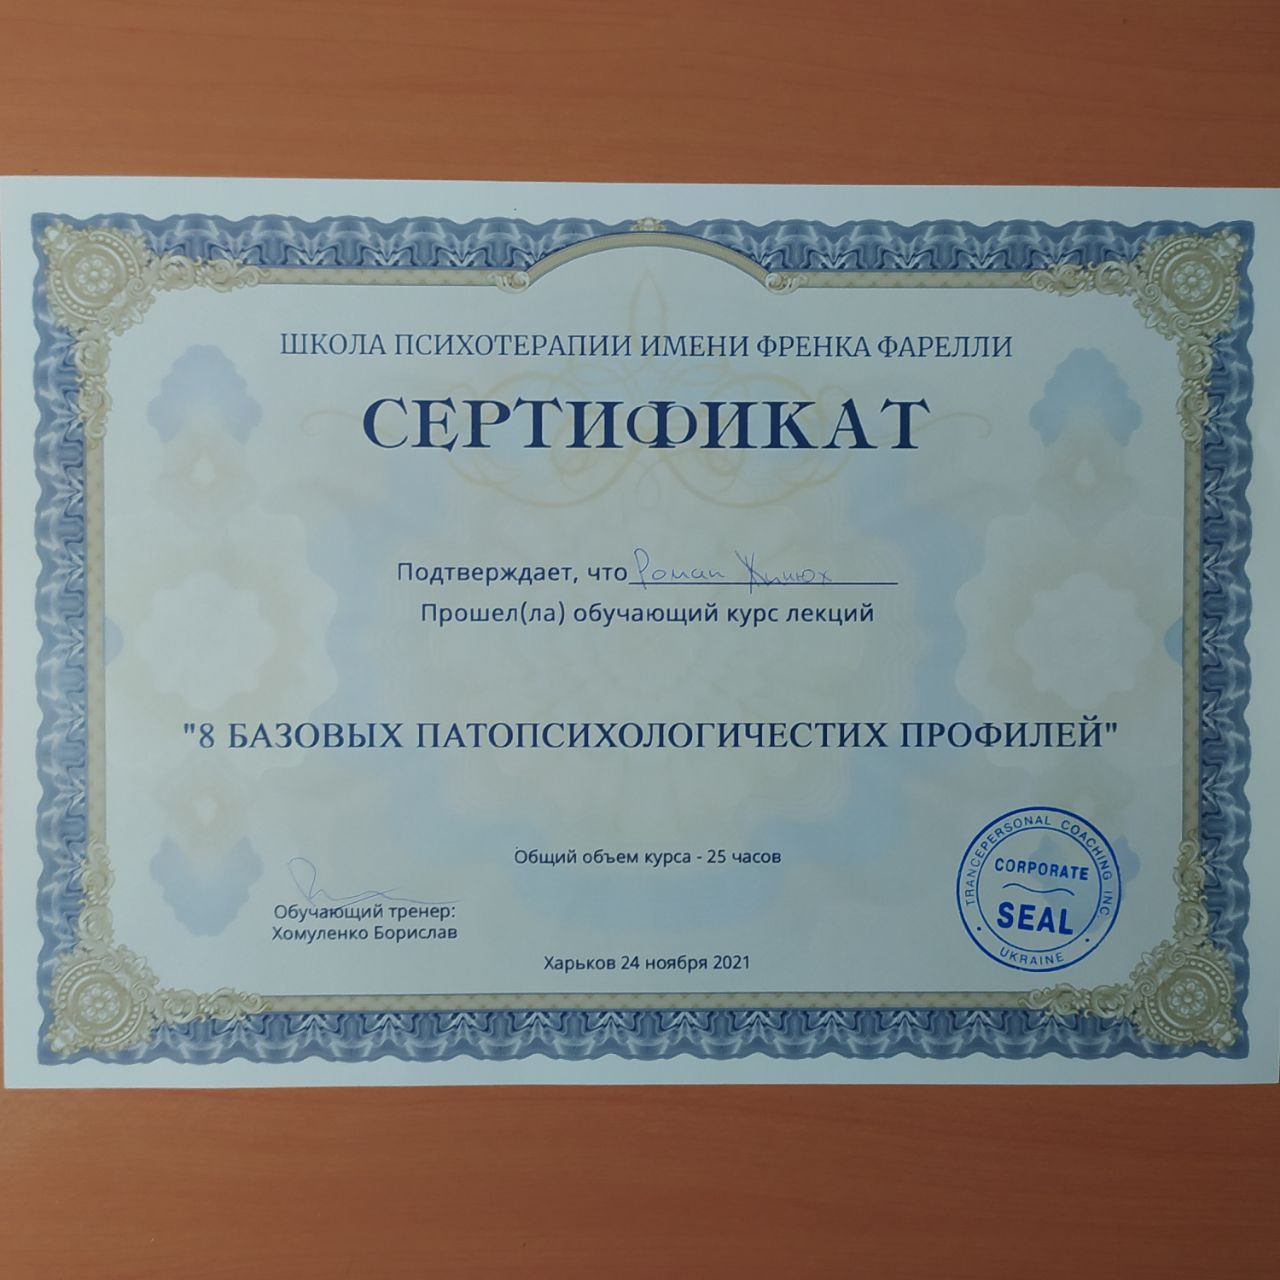 ШКОЛА ПСИХОТЕРАПИИ ИМЕНИ ФРЕНКА ФАРЕЛЛИ
СЕРТИФИКАТ
Подтверждает, что Роман
Прошел(ла) обучающий курс лекций
"8 БАЗОВЫХ ПАТОПСИХОЛОГИЧЕСТИХ ПРОФИЛЕЙ"
Общий объем курса - 25 часов
Обучающий тренер:
Хомуленко Борислав
Харьков 24 ноября 2021
TRANCEPERSONAL COACHING INC.
CORPORATE
SEAL
UKRAINE